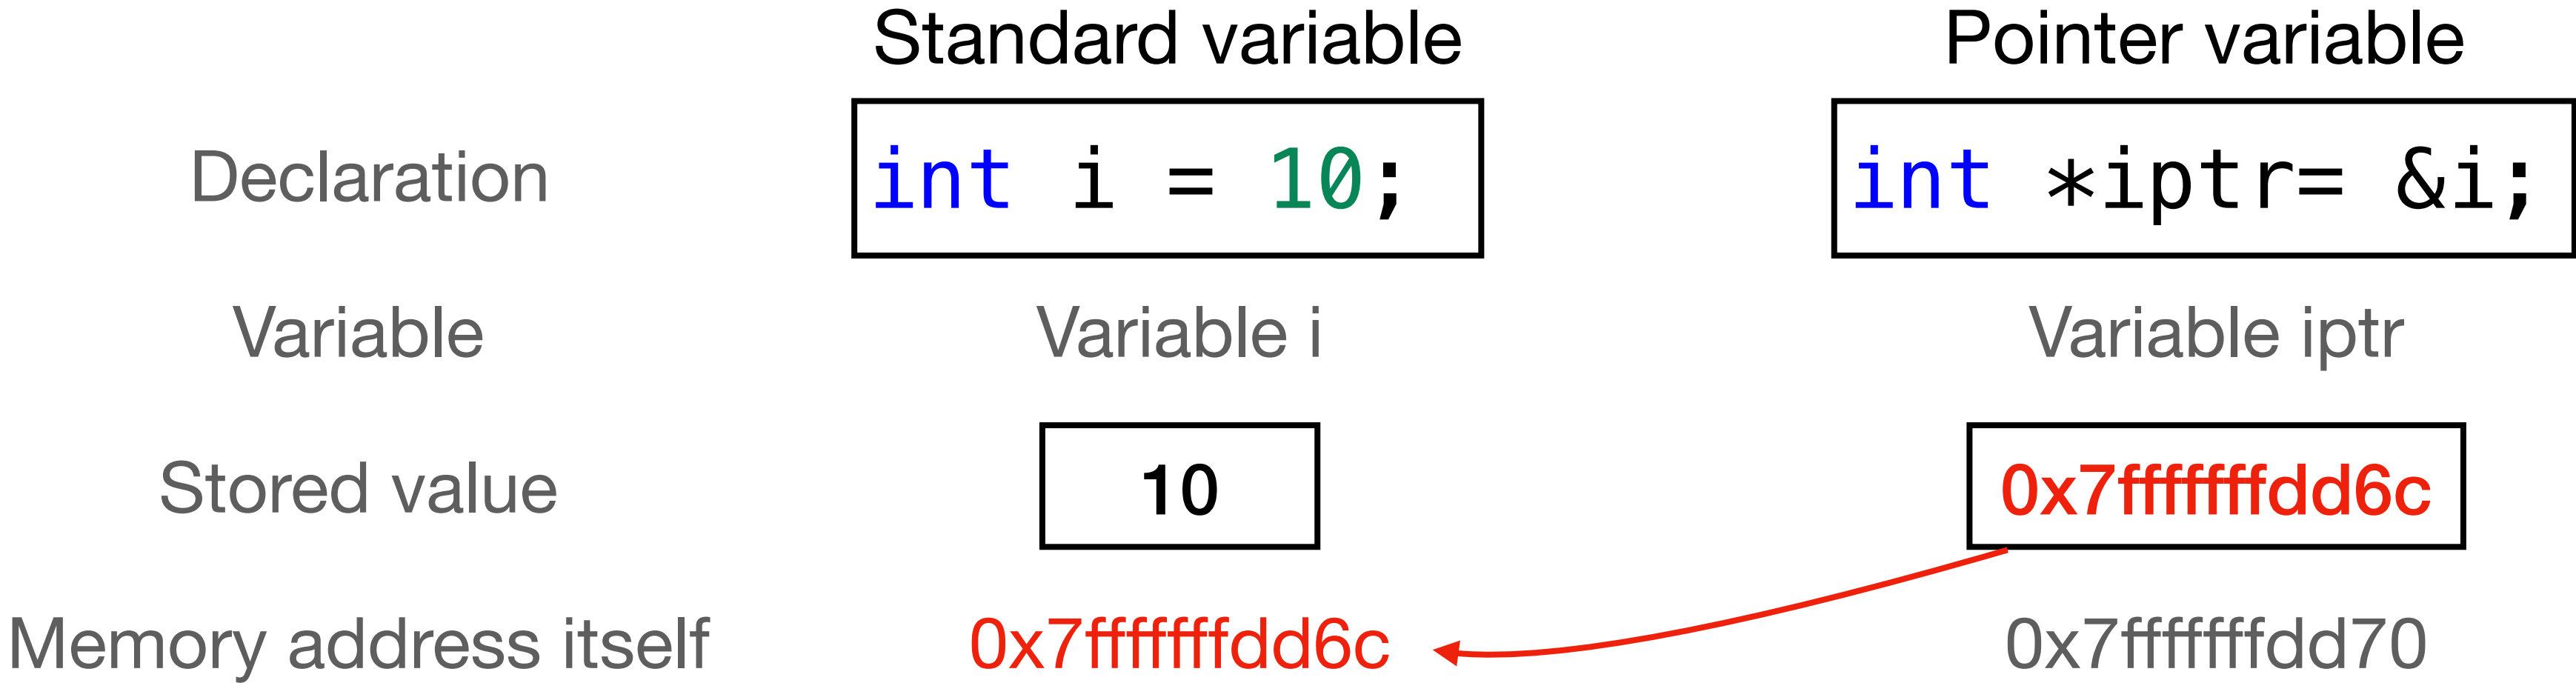 Standard variable Pointer variable
Declaration int i = 10; int *iptr= &i;
Variable Variable i Variable iptr
Stored value 10 0x7fffffffdd6c
Memory address itself 0x7fffffffdd6c 0x7fffffffdd70